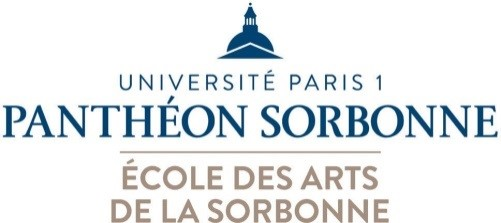 UNIVERSITÉ PARIS 1
PANTHÉON SORBONNE
ÉCOLE DES ARTS
DE LA SORBONNE